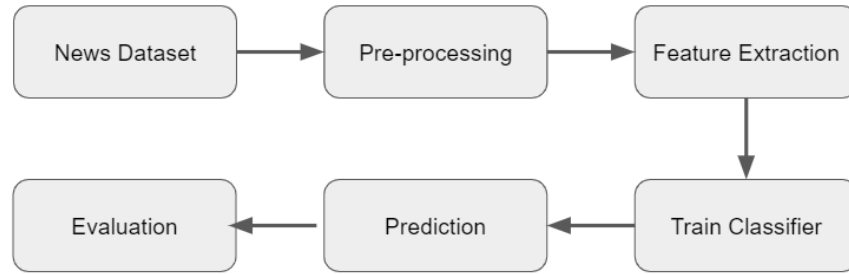 News Dataset
Pre-processing
Feature Extraction
Train Classifier
Prediction
Evaluation